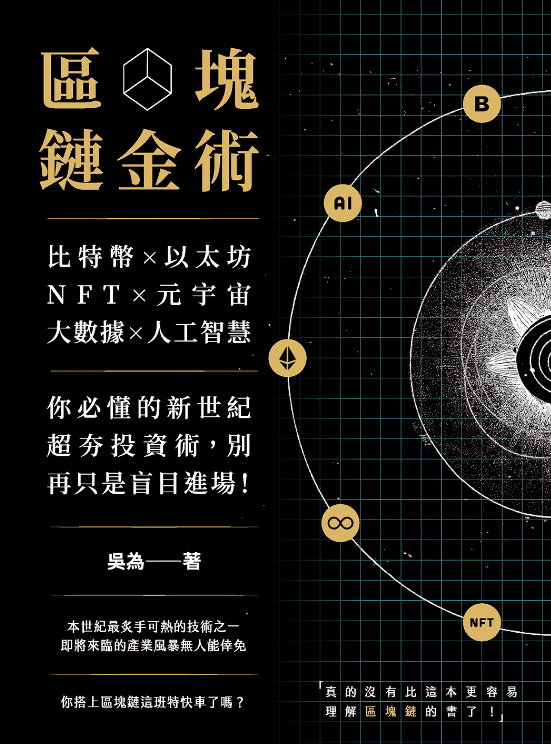 區塊
鏈金術
比特幣×以太坊
NFT×元宇宙
大數據×人工智慧
你必懂的新世紀
超夯投資術，別
再只是盲目進場！
吳為——著
本世紀最炙手可熱的技術之一
即將來臨的產業風暴無人能倖免
你搭上區塊鏈這班特快車了嗎？
B
AI
NFT
「真的沒有比這本更容易
理解區塊鏈的書了！」